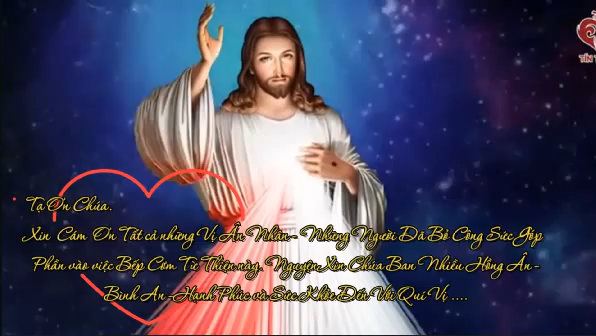 Tạ Ơn Chúa.
Xin Cám Ơn Tất cả những Vị Ân Nhân - Những Người Đã Bỏ Công Sức Góp
Phần vào việc Bếp Cơm Từ Thiện này. Nguyện Xin Chúa Ban Nhiều Hồng Ân -
Bình An - Hạnh Phúc và Sức Khỏe Đến Với Quí Vị ....